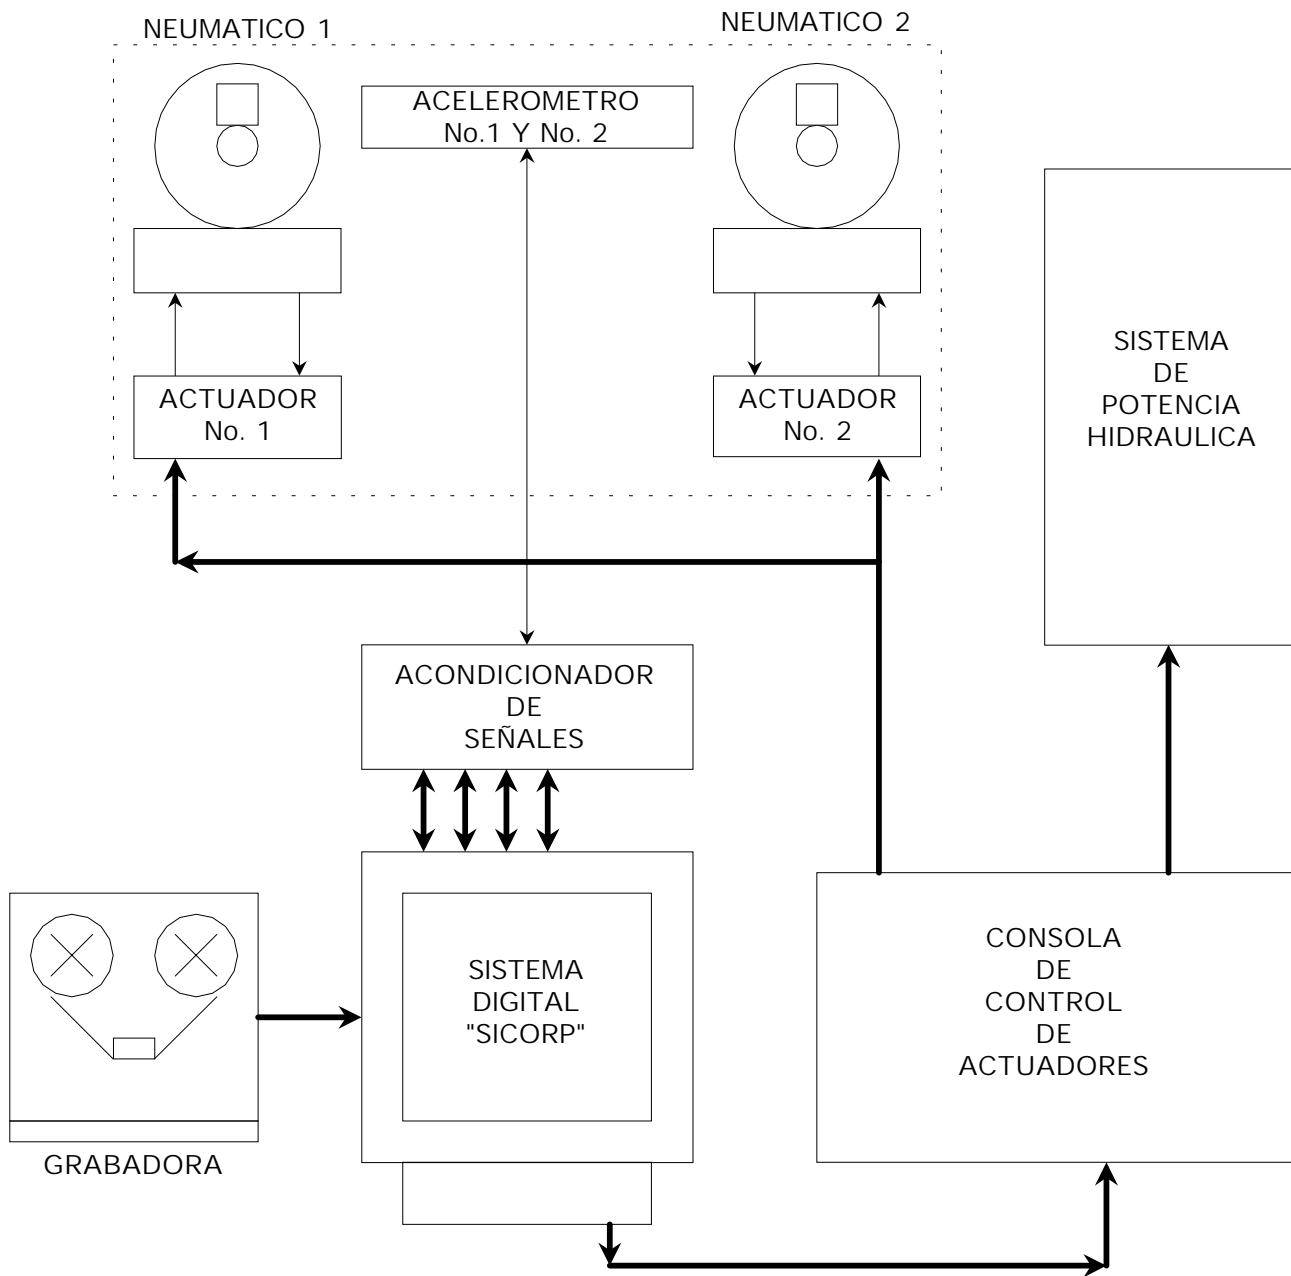 NEUMATICO 1
NEUMATICO 2
ACELEROMETRO
No.1 Y No. 2
ACTUADOR
No. 1
ACTUADOR
No. 2
SISTEMA
DE
POTENCIA
HIDRAULICA
ACONDICIONADOR
DE
SEÑALES
SISTEMA
DIGITAL
"SICORP"
CONSOLA
DE
CONTROL
DE
ACTUADORES
GRABADORA